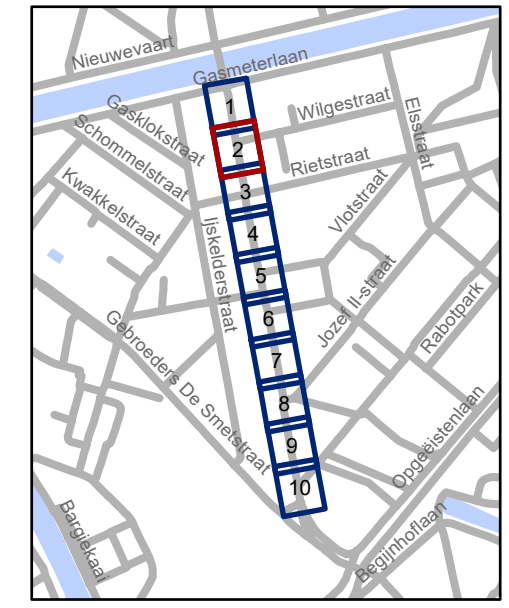 Nieuwevaart
Gasmeterlaan
Gasklokstraat
Schommelstraat
Kwakkelstraat
1
Wilgestraat
Elsstraat
2
Rietstraat
3
Vlotstraat
Ijskelderstraat
4
5
Jozef II-straat
6
Rabotpark
Gebroeders De Smetstraat
7
8
Opgeëistenlaan
9
10
Bargiekaai
Begijnhoflaan